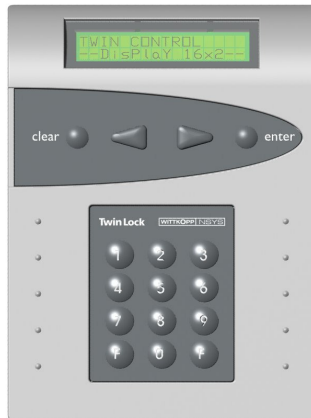 TWIN CONTROL
--DisPlaY 16x2--
clear enter
Twin Lock WITTKOPP NSYS
1 2 3
4 5 6
7 8 9
F 0 F